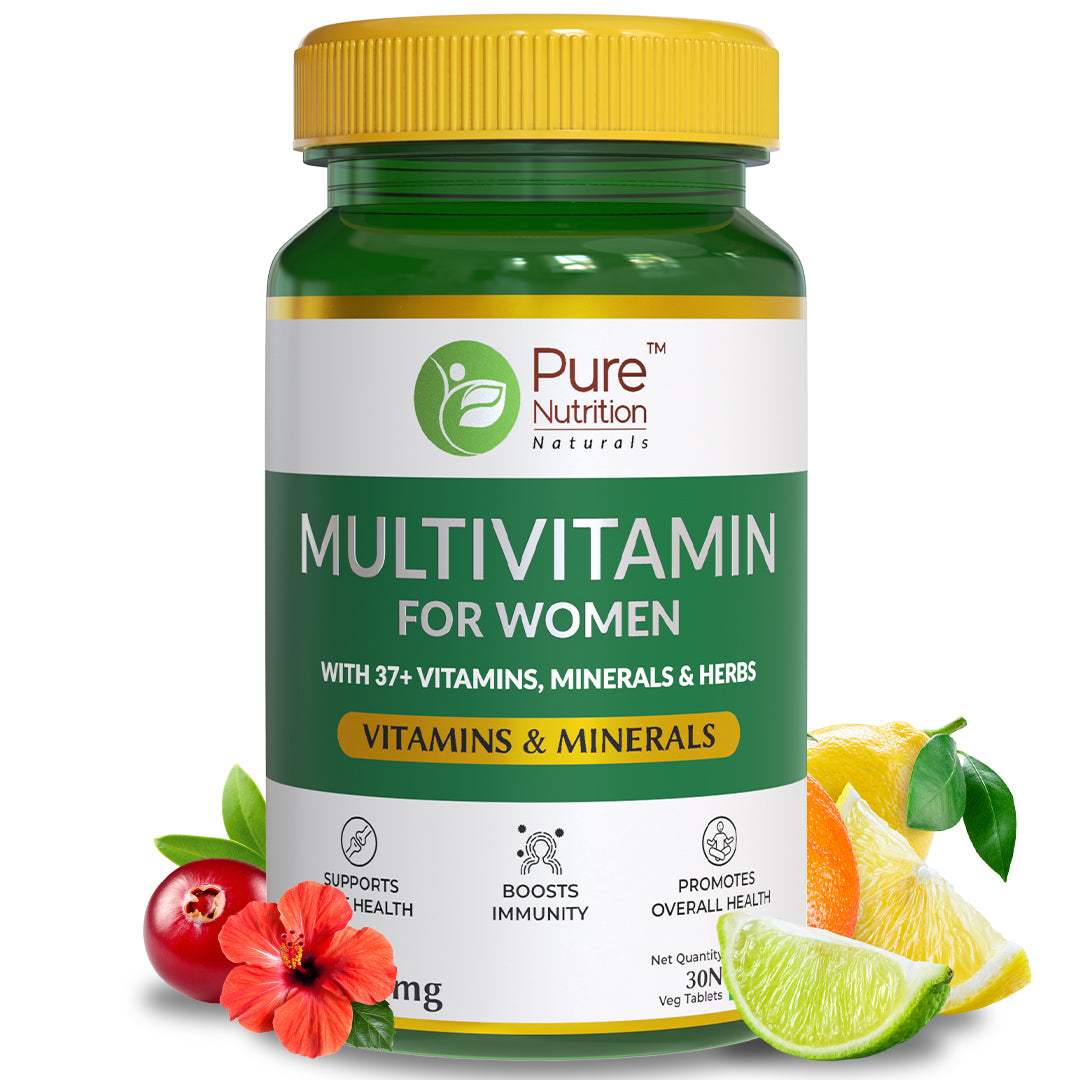 Pure™
Nutrition
Naturals
MULTIVITAMIN
FOR WOMEN
WITH 37+ VITAMINS, MINERALS & HERBS
VITAMINS & MINERALS
SUPPORTS
HEALTH
BOOSTS
IMMUNITY
PROMOTES
OVERALL HEALTH
Net Quantity
30N
Veg Tablets
mg